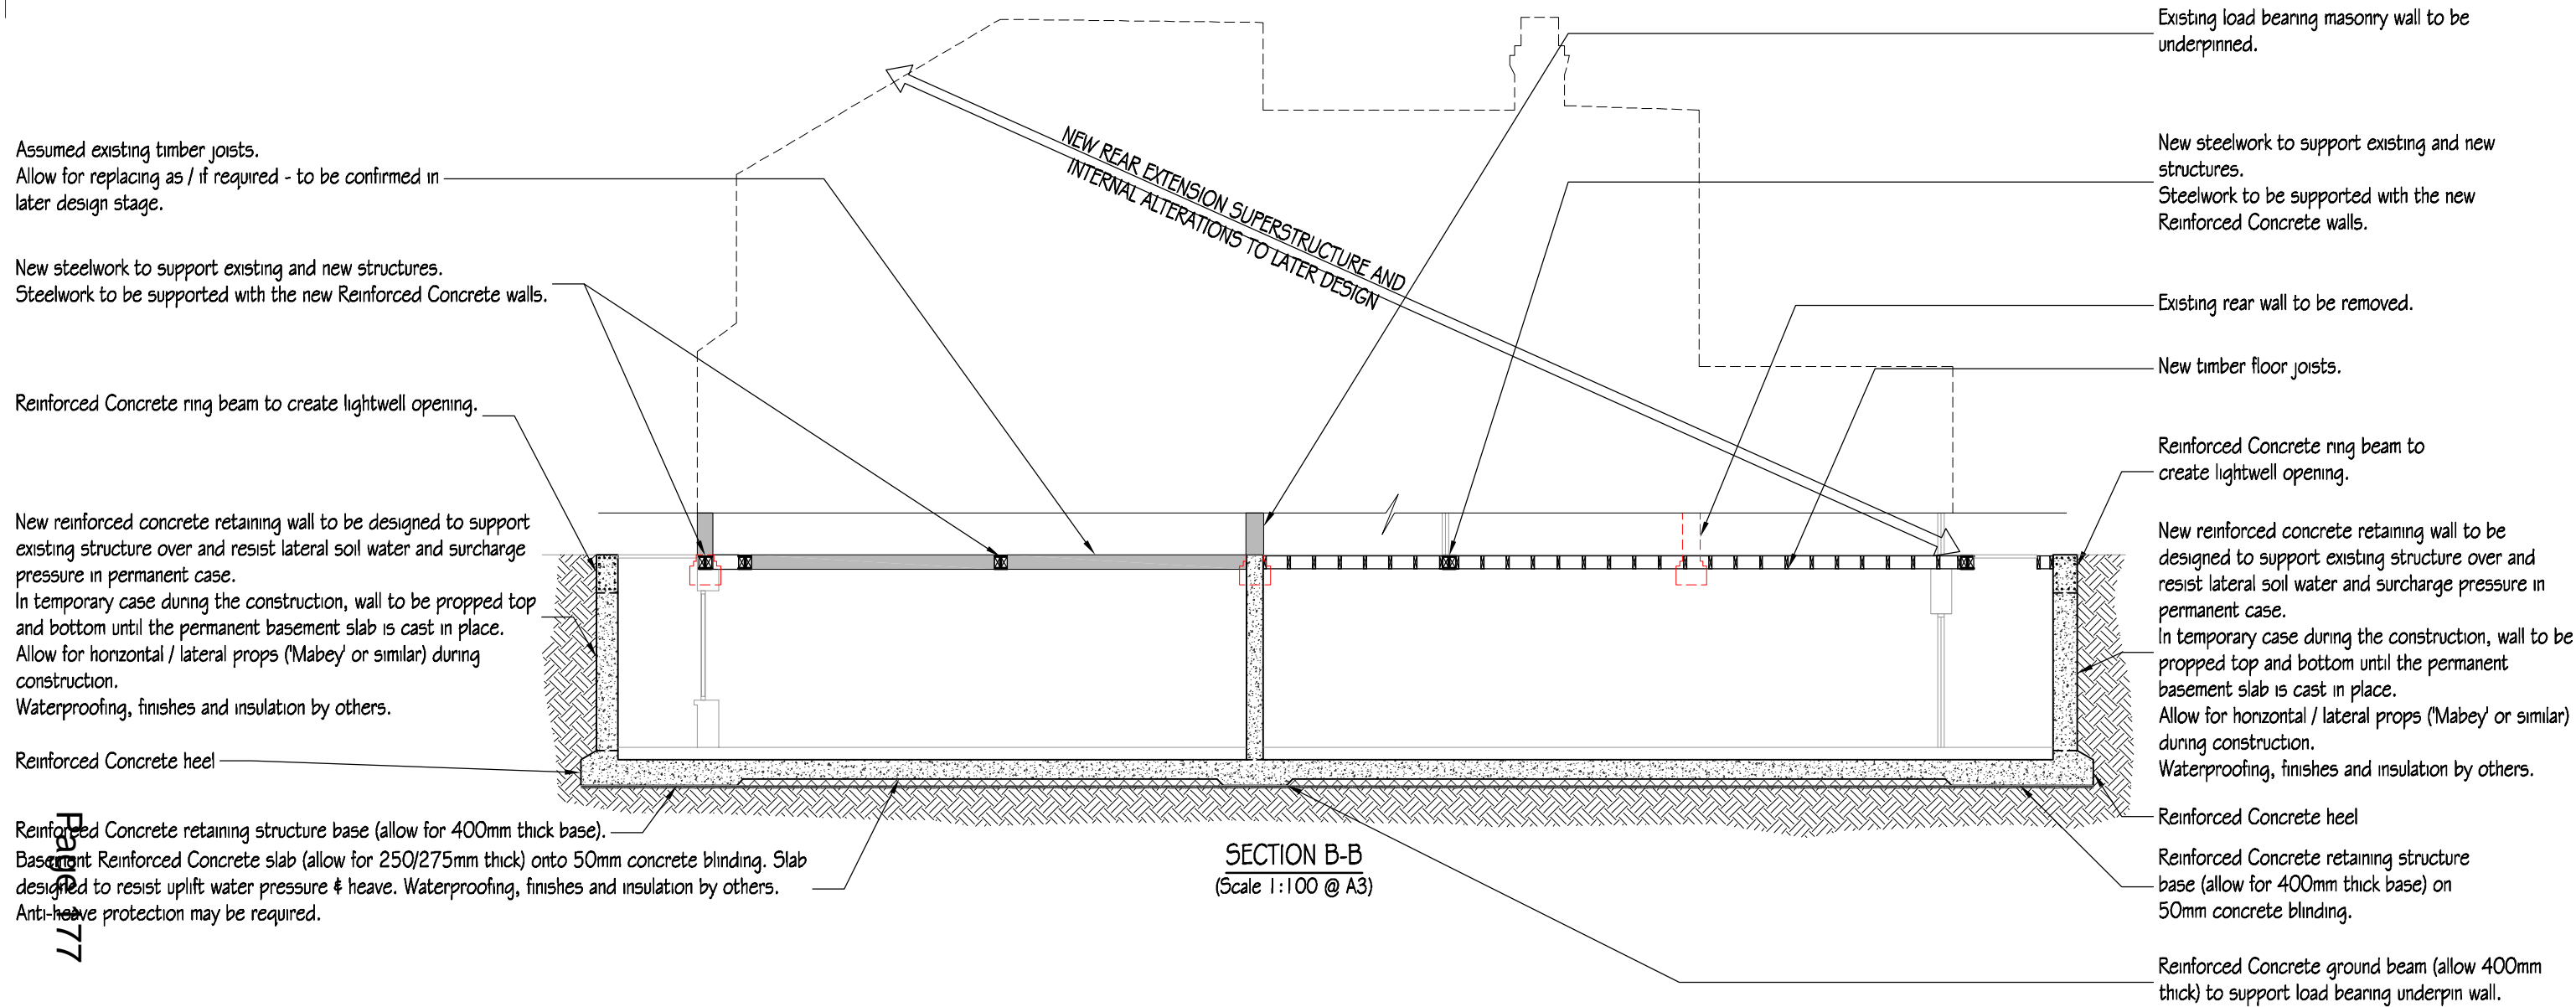 Assumed existing timber joists.
Allow for replacing as / if required - to be confirmed in
later design stage.
New steelwork to support existing and new structures.
Steelwork to be supported with the new Reinforced Concrete walls.
Reinforced Concrete ring beam to create lightwell opening.
New reinforced concrete retaining wall to be designed to support
existing structure over and resist lateral soil water and surcharge
pressure in permanent case.
In temporary case during the construction, wall to be propped top
and bottom until the permanent basement slab is cast in place.
Allow for horizontal / lateral props ('Mabey' or similar) during
construction.
Waterproofing, finishes and insulation by others.
Reinforced Concrete heel
Reinforced Concrete retaining structure base (allow for 400mm thick base).
Basement Reinforced Concrete slab (allow for 250/275mm thick) onto 50mm concrete blinding. Slab
designed to resist uplift water pressure & heave. Waterproofing, finishes and insulation by others.
Anti-heave protection may be required.
Page 177
NEW REAR EXTENSION SUPERSTRUCTURE AND
INTERNAL ALTERATIONS TO LATER DESIGN
SECTION B-B
(Scale 1:100 @ A3)
Existing load bearing masonry wall to be
underpinned.
New steelwork to support existing and new
structures.
Steelwork to be supported with the new
Reinforced Concrete walls.
Existing rear wall to be removed.
New timber floor joists.
Reinforced Concrete ring beam to
create lightwell opening.
New reinforced concrete retaining wall to be
designed to support existing structure over and
resist lateral soil water and surcharge pressure in
permanent case.
In temporary case during the construction, wall to be
propped top and bottom until the permanent
basement slab is cast in place.
Allow for horizontal / lateral props ('Mabey' or similar)
during construction.
Waterproofing, finishes and insulation by others.
Reinforced Concrete heel
Reinforced Concrete retaining structure
base (allow for 400mm thick base) on
50mm concrete blinding.
Reinforced Concrete ground beam (allow 400mm
thick) to support load bearing underpin wall.